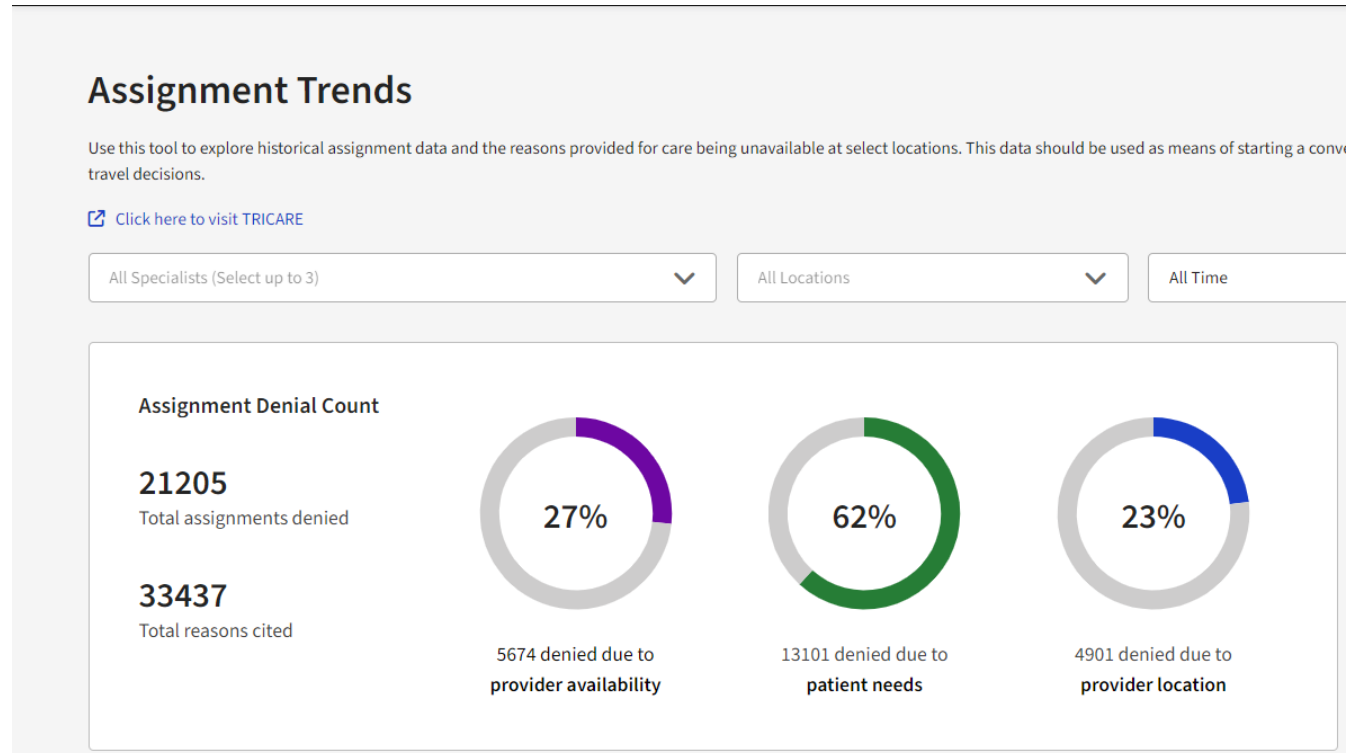 Assignment Trends
Use this tool to explore historical assignment data and the reasons provided for care being unavailable at select locations. This data should be used as means of starting a
travel decisions.
Click here to visit TRICARE
All Specialists (Select up to 3)
All Locations
All Time
Assignment Denial Count
21205
Total assignments denied
33437
Total reasons cited
27%
5674 denied due to
provider availability
62%
13101 denied due to
patient needs
23%
4901 denied due to
provider location